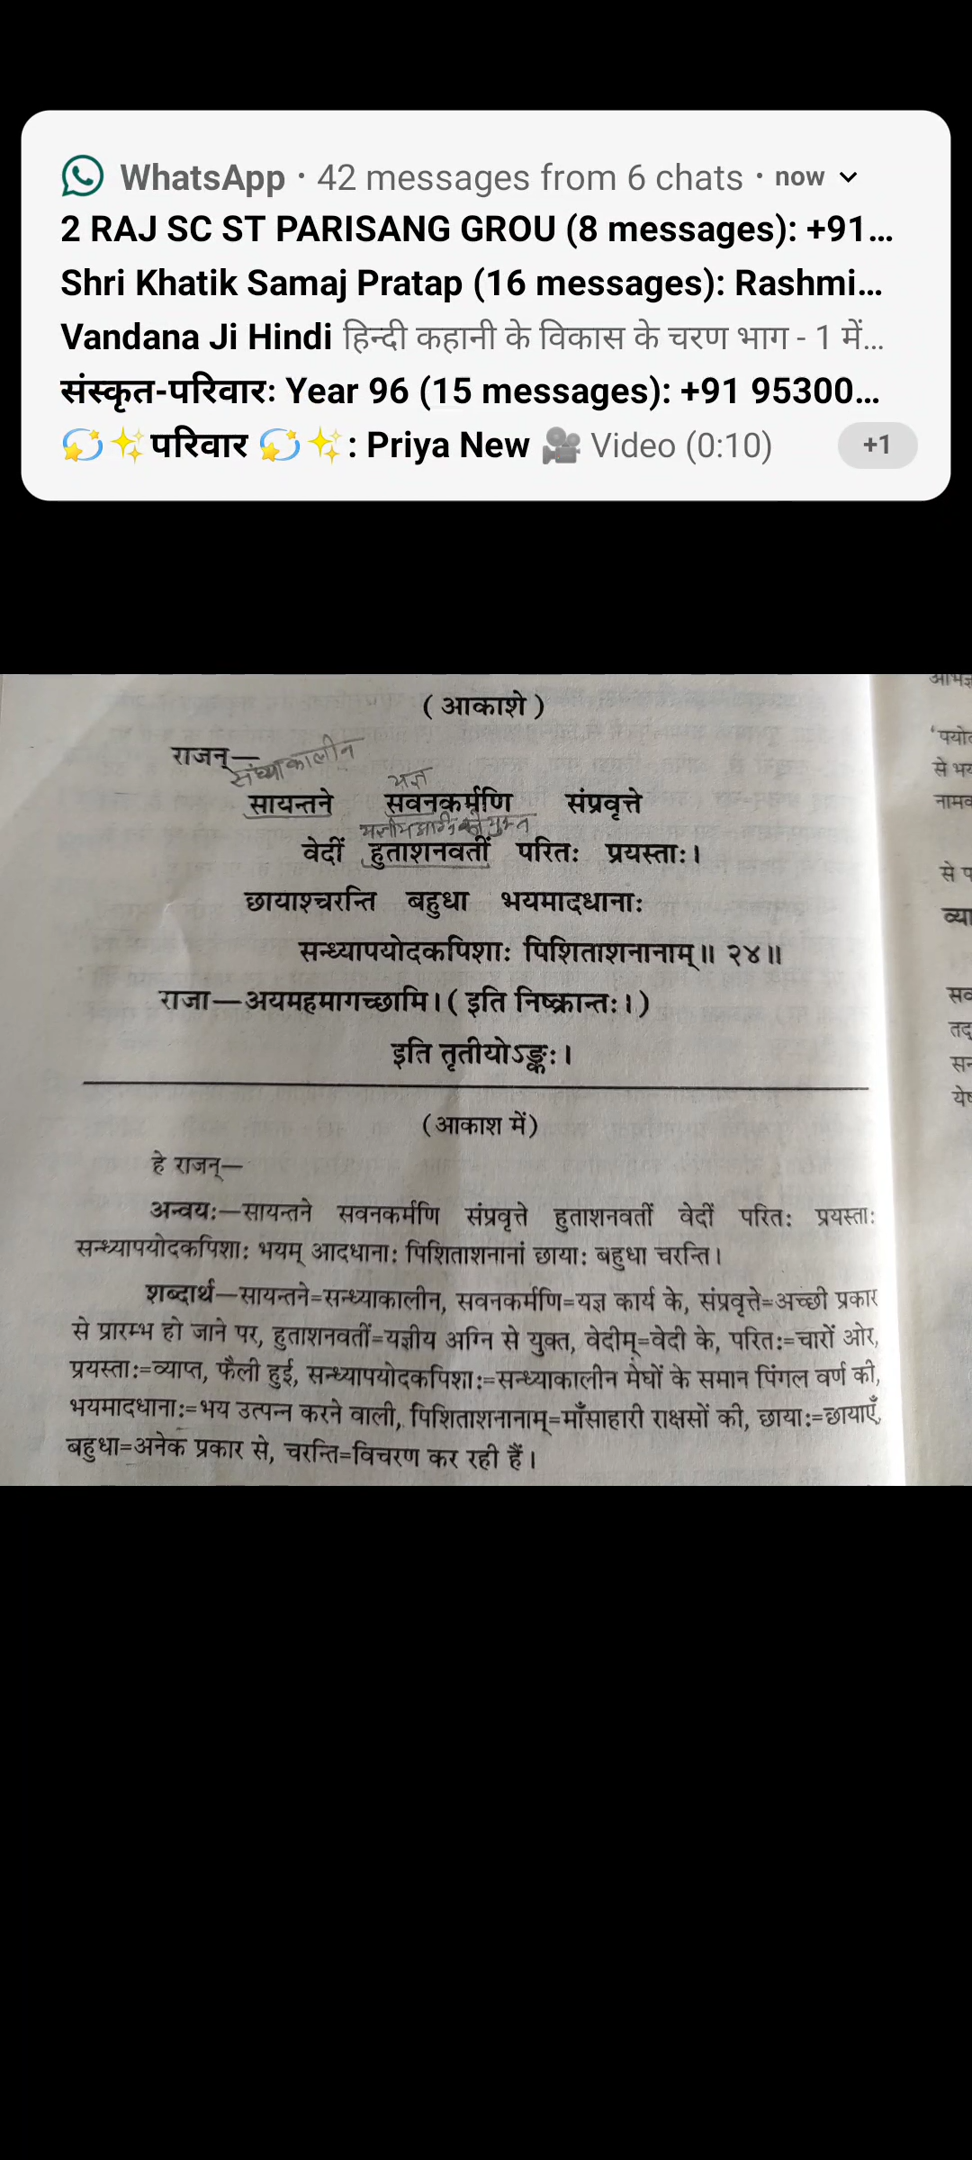 WhatsApp · 42 messages from 6 chats · now
2 RAJ SC ST PARISANG GROU (8 messages): +91...
Shri Khatik Samaj Pratap (16 messages): Rashmi...
Vandana Ji Hindi हिन्दी कहानी के विकास के चरण भाग - 1 में...
संस्कृत-परिवारः Year 96 (15 messages): +91 95300...
💫✨परिवार 💫✨: Priya New 🎥 Video (0:10) +1
( आकाशे )
राजन्—
संध्याकालीन यज्ञ
सायन्तने सवनकर्मणि संप्रवृत्ते
वेदीं हुताशनवतीं परितः प्रयस्ताः।
छायाश्चरन्ति बहुधा भयमादधानाः
सन्ध्यापयोदकपिशाः पिशिताशनानाम्॥ २४॥
राजा—अयमहमागच्छामि। ( इति निष्क्रान्तः। )
इति तृतीयोऽङ्कः।
(आकाश में)
हे राजन्—
अन्वयः—सायन्तने सवनकर्मणि संप्रवृत्ते हुताशनवतीं वेदीं परितः प्रयस्ताः
सन्ध्यापयोदकपिशाः भयम् आदधानाः पिशिताशनानां छायाः बहुधा चरन्ति।
शब्दार्थ—सायन्तने=सन्ध्याकालीन, सवनकर्मणि=यज्ञ कार्य के, संप्रवृत्ते=अच्छी प्रकार
से प्रारम्भ हो जाने पर, हुताशनवतीं=यज्ञीय अग्नि से युक्त, वेदीम्=वेदी के, परितः=चारों ओर,
प्रयस्ताः=व्याप्त, फैली हुई, सन्ध्यापयोदकपिशाः=सन्ध्याकालीन मेघों के समान पिंगल वर्ण की,
भयमादधानाः=भय उत्पन्न करने वाली, पिशिताशनानाम्=माँसाहारी राक्षसों की, छायाः=छायाएँ,
बहुधा=अनेक प्रकार से, चरन्ति=विचरण कर रही हैं।